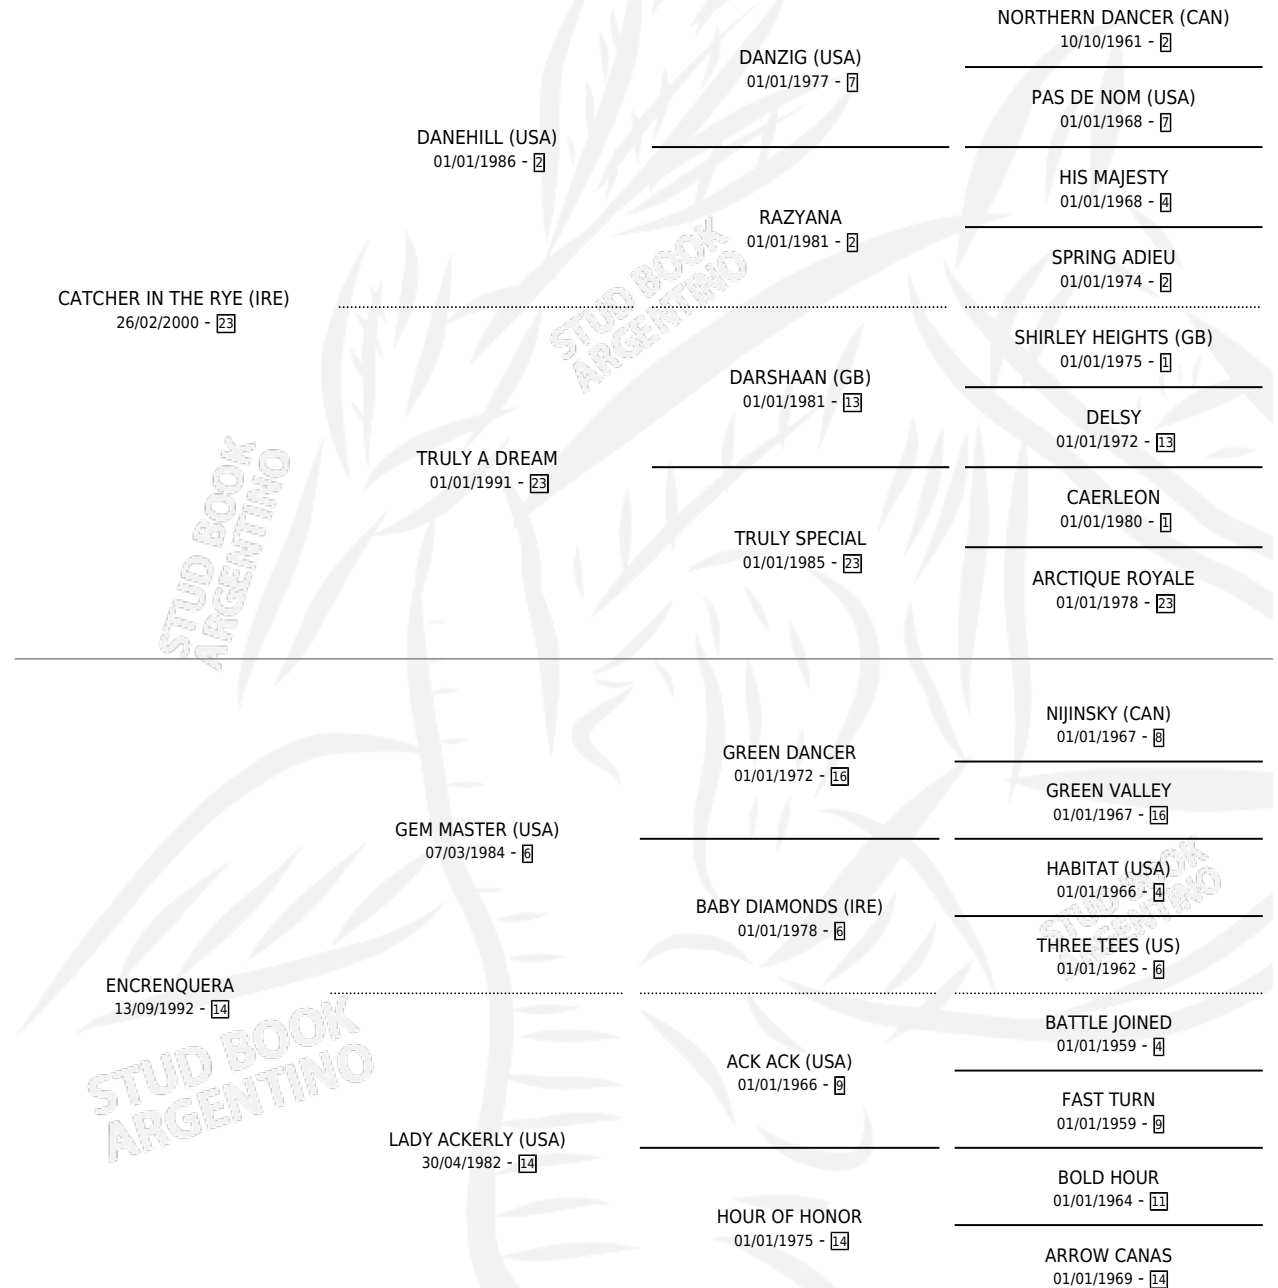 NORTHERN DANCER (CAN)
10/10/1961 - 2
DANZIG (USA)
01/01/1977 - 7
PAS DE NOM (USA)
01/01/1968 - 7
DANEHILL (USA)
01/01/1986 - 2
HIS MAJESTY
01/01/1968 - 4
RAZYANA
01/01/1981 - 2
SPRING ADIEU
01/01/1974 - 2
CATCHER IN THE RYE (IRE)
26/02/2000 - 23
STUD BOOK
ARGENTINO
SHIRLEY HEIGHTS (GB)
01/01/1975 - 1
DARSHAAN (GB)
01/01/1981 - 13
DELSY
01/01/1972 - 13
TRULY A DREAM
01/01/1991 - 23
CAERLEON
01/01/1980 - 1
TRULY SPECIAL
01/01/1985 - 23
ARCTIQUE ROYALE
01/01/1978 - 23
STUD BOOK
ARGENTINO
NIJINSKY (CAN)
01/01/1967 - 8
GREEN DANCER
01/01/1972 - 16
GREEN VALLEY
01/01/1967 - 16
GEM MASTER (USA)
07/03/1984 - 6
HABITAT (USA)
01/01/1966 - 4
BABY DIAMONDS (IRE)
01/01/1978 - 6
THREE TEES (US)
01/01/1962 - 6
STUD BOOK
ARGENTINO
ENCRENQUERA
13/09/1992 - 14
STUD BOOK
ARGENTINO
BATTLE JOINED
01/01/1959 - 4
ACK ACK (USA)
01/01/1966 - 9
FAST TURN
01/01/1959 - 9
LADY ACKERLY (USA)
30/04/1982 - 14
BOLD HOUR
01/01/1964 - 11
HOUR OF HONOR
01/01/1975 - 14
ARROW CANAS
01/01/1969 - 14